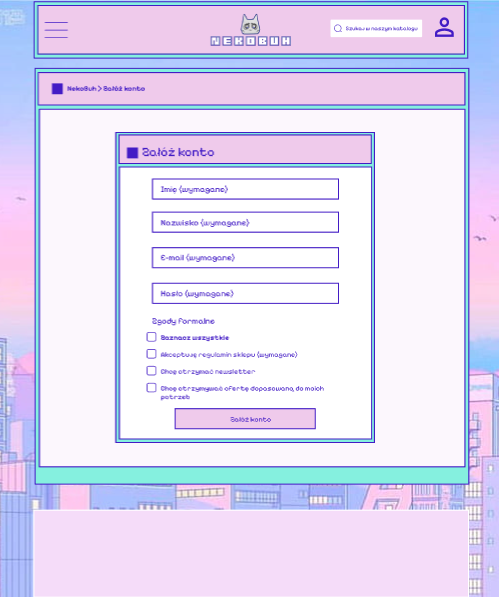 Szukaj w naszym katalogu
NEKOBUH
NekoBuh > Załóż konto
Załóż konto
Imię (wymagane)
Nazwisko (wymagane)
E-mail (wymagane)
Hasło (wymagane)
Zgody formalne
Zaznacz wszystkie
Akceptuję regulamin sklepu (wymagane)
Chcę otrzymać newsletter
Chcę otrzymywać ofertę dopasowaną do moich
potrzeb
Załóż konto